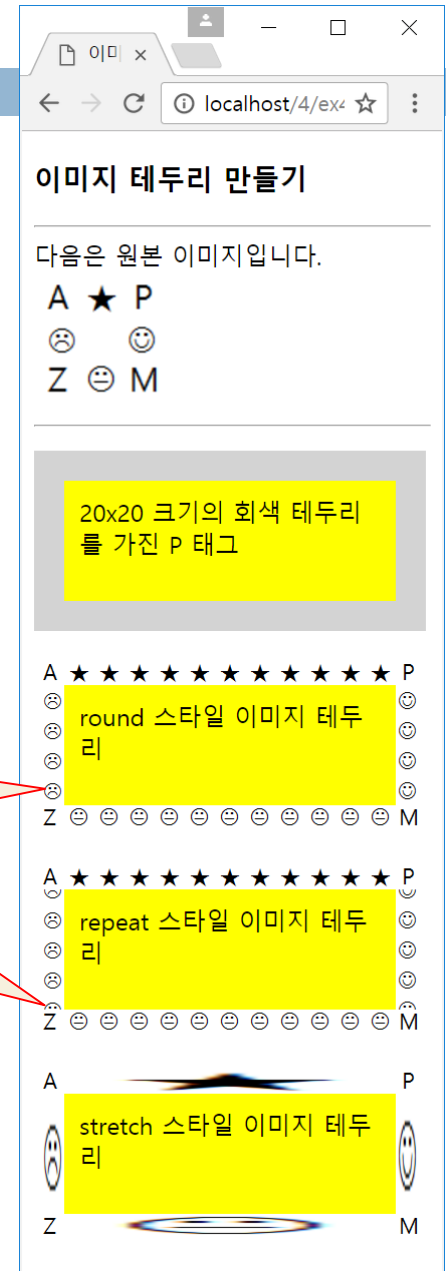 이미
localhost/4/ex4
이미지 테두리 만들기
다음은 원본 이미지입니다.
A ★ P
☹ ☺
Z 😐 M
20x20 크기의 회색 테두리
를 가진 P 태그
A ★ ★ ★ ★ ★ ★ ★ ★ ★ ★ ★ P
round 스타일 이미지 테두
리
Z 😐 😐 😐 😐 😐 😐 😐 😐 😐 😐 😐 M
A ★ ★ ★ ★ ★ ★ ★ ★ ★ ★ ★ P
repeat 스타일 이미지 테두
리
Z 😐 😐 😐 😐 😐 😐 😐 😐 😐 😐 😐 M
A P
stretch 스타일 이미지 테두
리
Z M